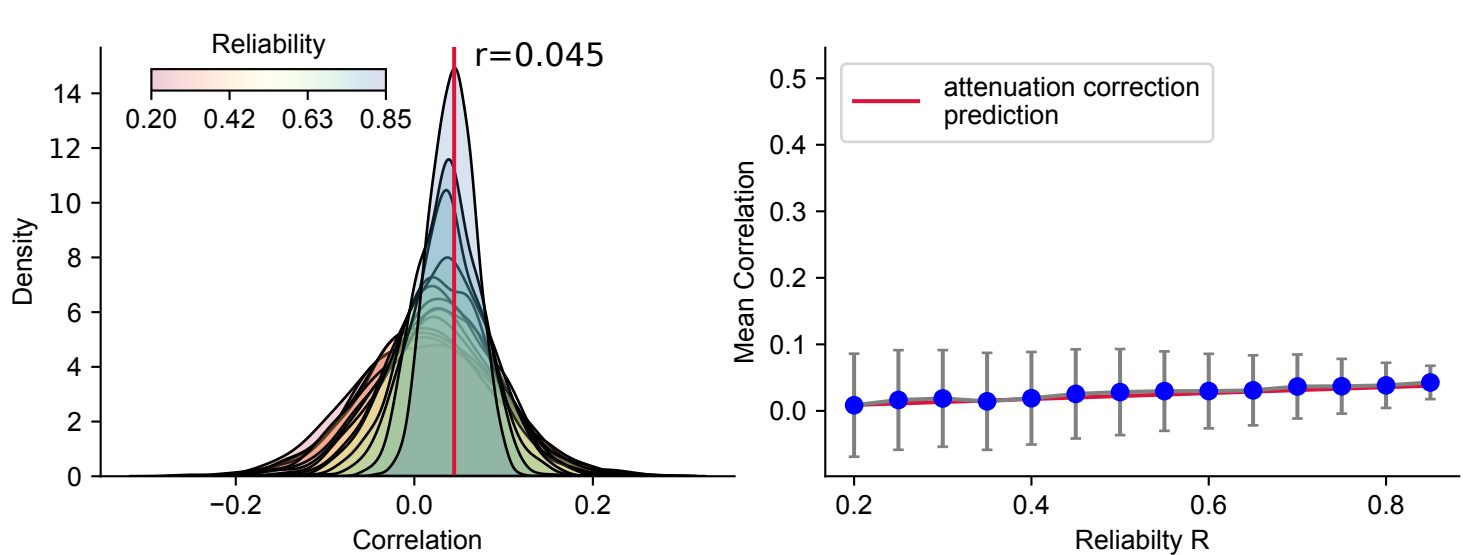 Reliability
0.20 0.42 0.63 0.85
r=0.045
14
12
10
8
6
4
2
0
Density
−0.2 0.0 0.2
Correlation
attenuation correction
prediction
0.5
0.4
0.3
0.2
0.1
0.0
Mean Correlation
0.2 0.4 0.6 0.8
Reliabilty R